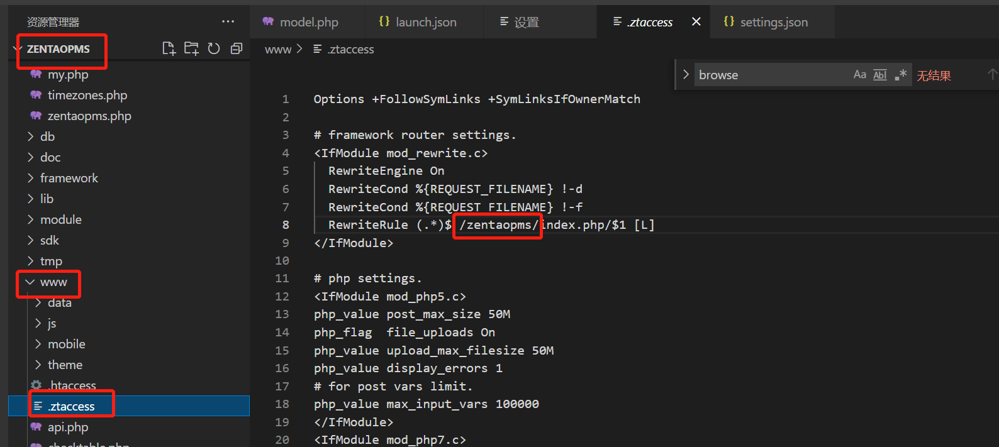 资源管理器
···
ZENTAOPMS
my.php
timezones.php
zentaopms.php
db
doc
framework
lib
module
sdk
tmp
www
data
js
mobile
theme
.htaccess
.ztaccess
api.php
checktable.php
model.php
{} launch.json
设置
.ztaccess
{} settings.json
www > .ztaccess
browse
Aa
Abl
.*
无结果
1 Options +FollowSymLinks +SymLinksIfOwnerMatch
2
3 # framework router settings.
4 <IfModule mod_rewrite.c>
5 RewriteEngine On
6 RewriteCond %{REQUEST_FILENAME} !-d
7 RewriteCond %{REQUEST_FILENAME} !-f
8 RewriteRule (.*)$ /zentaopms/index.php/$1 [L]
9 </IfModule>
10
11 # php settings.
12 <IfModule mod_php5.c>
13 php_value post_max_size 50M
14 php_flag  file_uploads On
15 php_value upload_max_filesize 50M
16 php_value display_errors 1
17 # for post vars limit.
18 php_value max_input_vars 100000
19 </IfModule>
20 <IfModule mod_php7.c>